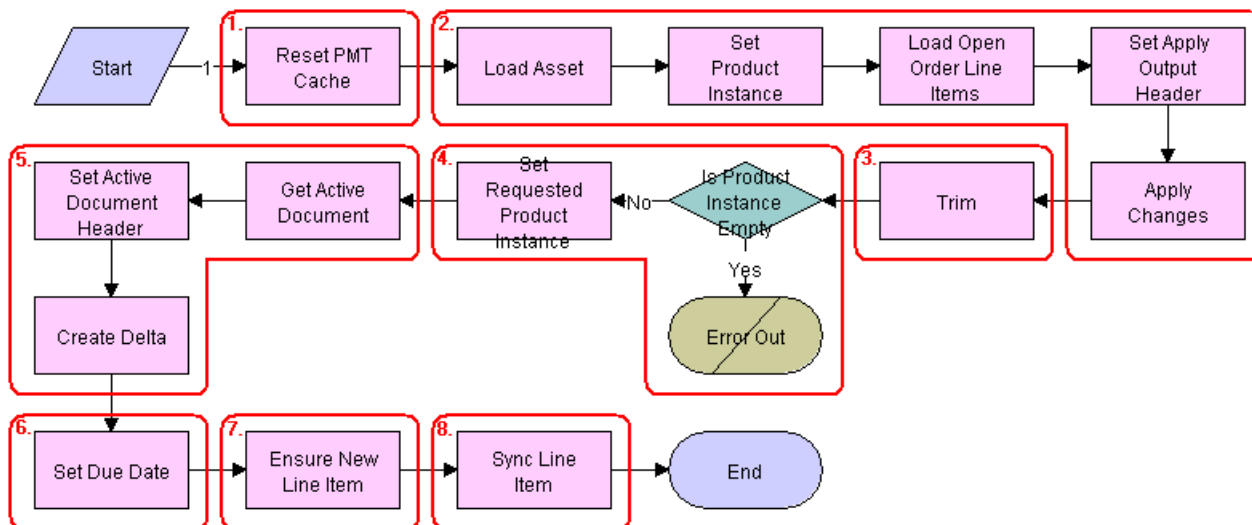 1.
2.
Start
1
Reset PMT
Cache
Load Asset
Set
Product
Instance
Load Open
Order Line
Items
Set Apply
Output
Header
5.
4.
3.
Set Active
Document
Header
Get Active
Document
Set
Requested
Product
Instance
No
Is Product
Instance
Empty
Yes
Trim
Apply
Changes
Create Delta
Error Out
6.
7.
8.
Set Due Date
Ensure New
Line Item
Sync Line
Item
End